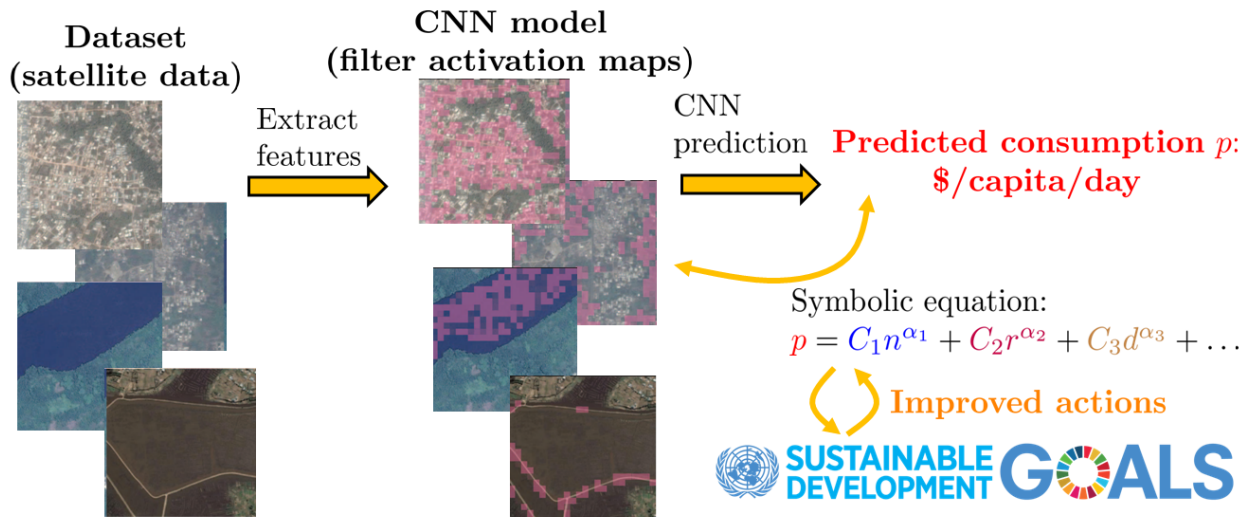 Dataset
(satellite data)
CNN model
(filter activation maps)
Extract
features
CNN
prediction
Predicted consumption p:
$/capita/day
Symbolic equation:
p = C₁n^α₁ + C₂r^α₂ + C₃d^α₃ + …
Improved actions
SUSTAINABLE
DEVELOPMENT
GOALS